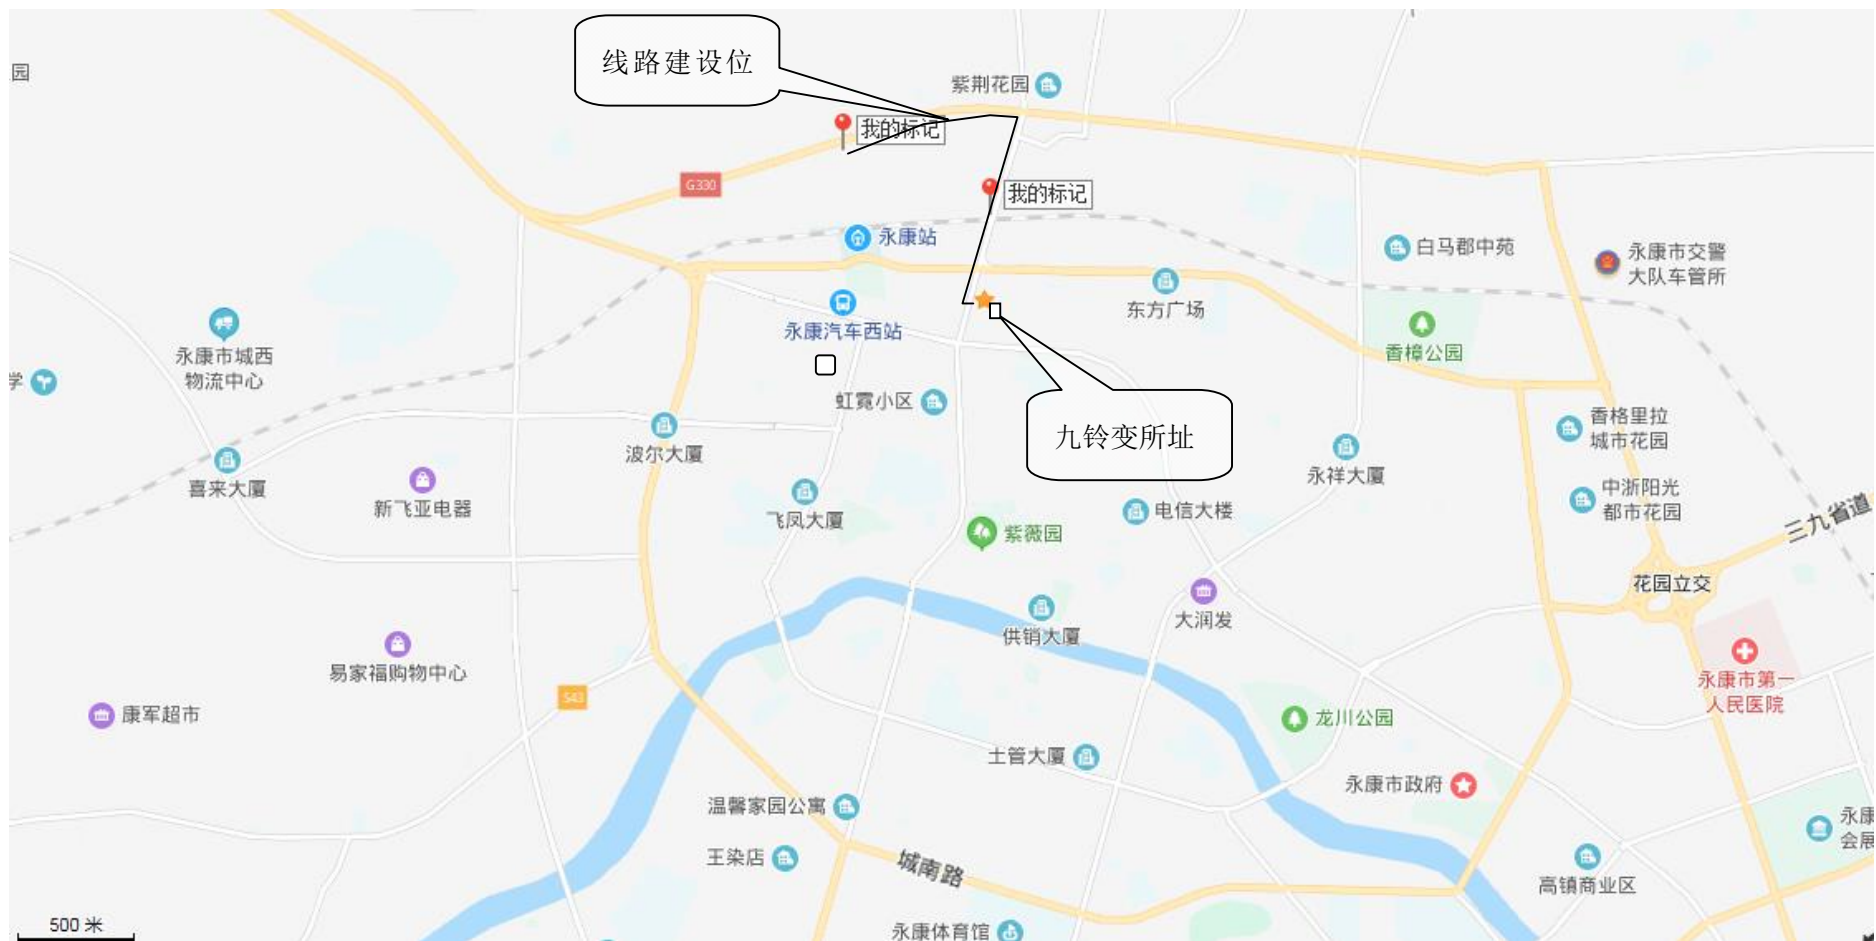 园
线路建设位
紫荆花园
我的标记
G330
我的标记
永康站
白马郡中苑
永康市交警
大队车管所
东方广场
永康汽车西站
永康市城西
物流中心
香樟公园
学
虹霓小区
九铃变所址
香格里拉
城市花园
波尔大厦
永祥大厦
喜来大厦
新飞亚电器
中浙阳光
都市花园
飞凤大厦
电信大楼
三九省道
紫薇园
花园立交
大润发
供销大厦
易家福购物中心
永康市第一
人民医院
S43
康军超市
龙川公园
土管大厦
永康市政府
温馨家园公寓
永康
会展
王染店
城南路
高镇商业区
500 米
永康体育馆